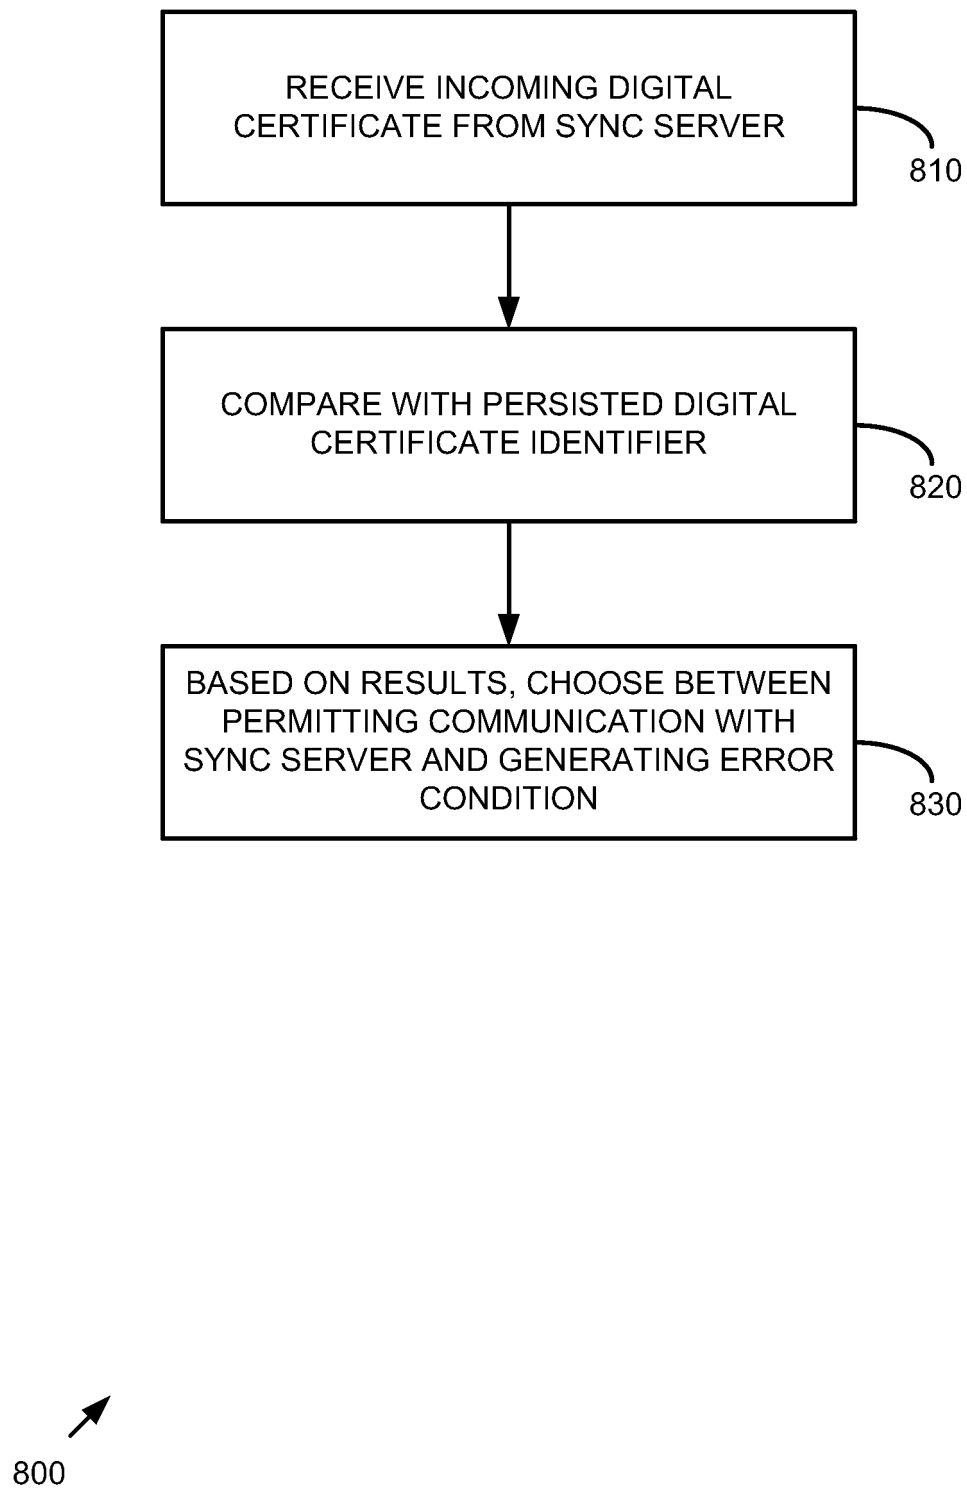 RECEIVE INCOMING DIGITAL
CERTIFICATE FROM SYNC SERVER
810
COMPARE WITH PERSISTED DIGITAL
CERTIFICATE IDENTIFIER
820
BASED ON RESULTS, CHOOSE BETWEEN
PERMITTING COMMUNICATION WITH
SYNC SERVER AND GENERATING ERROR
CONDITION
830
800